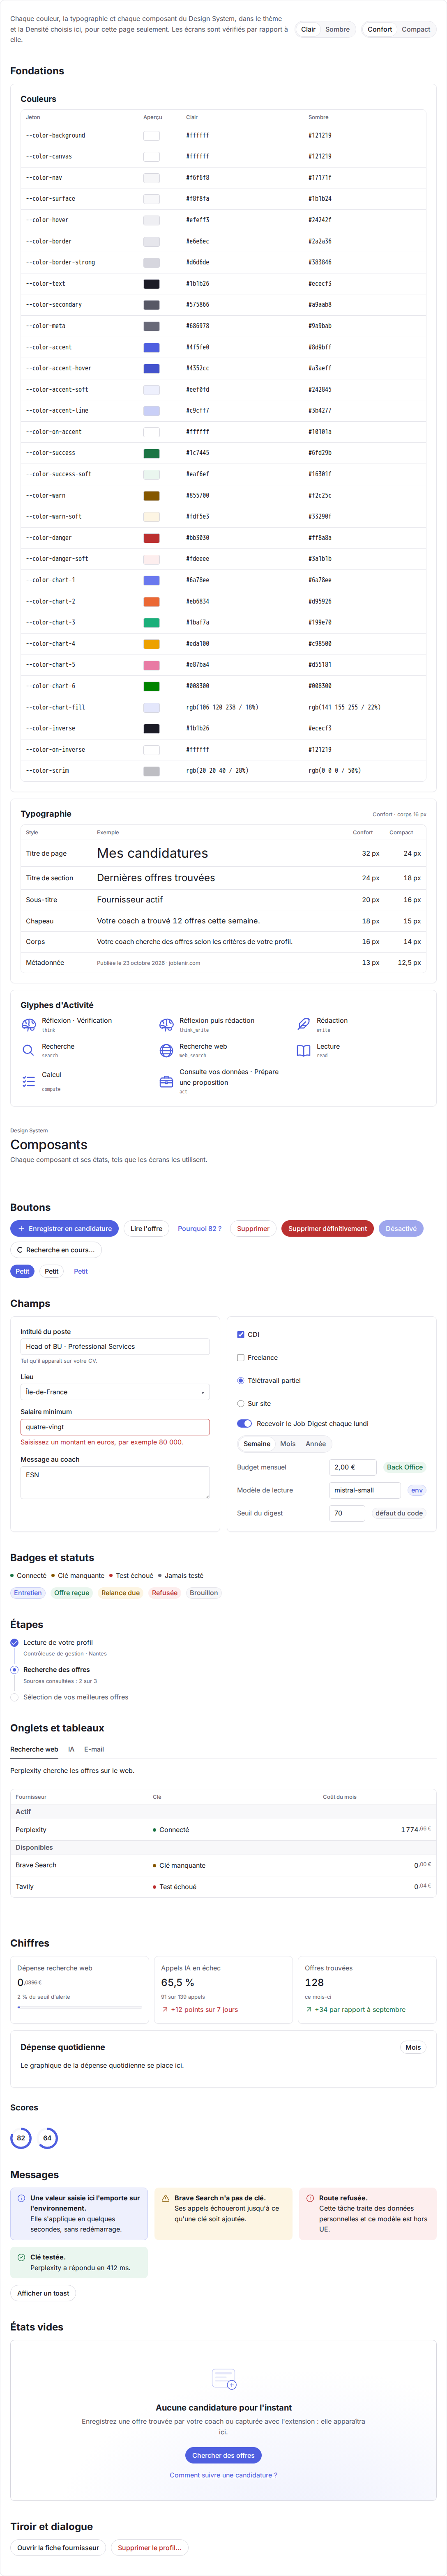 Chaque couleur, la typographie et chaque composant du Design System, dans le thème
et la Densité choisis ici, pour cette page seulement. Les écrans sont vérifiés par rapport à
elle.
Clair Sombre Confort Compact
Fondations
Couleurs
Jeton Aperçu Clair Sombre
--color-background #ffffff #121219
--color-canvas #ffffff #121219
--color-nav #f6f6f8 #17171f
--color-surface #f8f8fa #1b1b24
--color-hover #efeff3 #24242f
--color-border #e6e6ec #2a2a36
--color-border-strong #d6d6de #383846
--color-text #1b1b26 #ececf3
--color-secondary #575866 #a9aab8
--color-meta #686978 #9a9bab
--color-accent #4f5fe0 #8d9bff
--color-accent-hover #4352cc #a3aeff
--color-accent-soft #eef0fd #242845
--color-accent-line #c9cff7 #3b4277
--color-on-accent #ffffff #10101a
--color-success #1c7445 #6fd29b
--color-success-soft #eaf6ef #16301f
--color-warn #855700 #f2c25c
--color-warn-soft #fdf5e3 #33290f
--color-danger #bb3030 #ff8a8a
--color-danger-soft #fdeeee #3a1b1b
--color-chart-1 #6a78ee #6a78ee
--color-chart-2 #eb6834 #d95926
--color-chart-3 #1baf7a #199e70
--color-chart-4 #eda100 #c98500
--color-chart-5 #e87ba4 #d55181
--color-chart-6 #008300 #008300
--color-chart-fill rgb(106 120 238 / 18%) rgb(141 155 255 / 22%)
--color-inverse #1b1b26 #ececf3
--color-on-inverse #ffffff #121219
--color-scrim rgb(20 20 40 / 28%) rgb(0 0 0 / 50%)
Typographie
Confort · corps 16 px
Style Exemple Confort Compact
Titre de page Mes candidatures 32 px 24 px
Titre de section Dernières offres trouvées 24 px 18 px
Sous-titre Fournisseur actif 20 px 16 px
Chapeau Votre coach a trouvé 12 offres cette semaine. 18 px 15 px
Corps Votre coach cherche des offres selon les critères de votre profil. 16 px 14 px
Métadonnée Publiée le 23 octobre 2026 · jobtenir.com 13 px 12,5 px
Glyphes d'Activité
Réflexion · Vérification
think
Réflexion puis rédaction
think_write
Rédaction
write
Recherche
search
Recherche web
web_search
Lecture
read
Calcul
compute
Consulte vos données · Prépare
une proposition
act
Design System
Composants
Chaque composant et ses états, tels que les écrans les utilisent.
Boutons
Enregistrer en candidature Lire l'offre Pourquoi 82 ? Supprimer Supprimer définitivement Désactivé
Recherche en cours…
Petit Petit Petit
Champs
Intitulé du poste
Head of BU · Professional Services
Tel qu'il apparaît sur votre CV.
Lieu
Île-de-France
Salaire minimum
quatre-vingt
Saisissez un montant en euros, par exemple 80 000.
Message au coach
ESN
CDI
Freelance
Télétravail partiel
Sur site
Recevoir le Job Digest chaque lundi
Semaine Mois Année
Budget mensuel 2,00 € Back Office
Modèle de lecture mistral-small env
Seuil du digest 70 défaut du code
Badges et statuts
Connecté Clé manquante Test échoué Jamais testé
Entretien Offre reçue Relance due Refusée Brouillon
Étapes
Lecture de votre profil
Contrôleuse de gestion · Nantes
Recherche des offres
Sources consultées : 2 sur 3
Sélection de vos meilleures offres
Onglets et tableaux
Recherche web IA E-mail
Perplexity cherche les offres sur le web.
Fournisseur Clé Coût du mois
Actif
Perplexity Connecté 1 774,66 €
Disponibles
Brave Search Clé manquante 0,00 €
Tavily Test échoué 0,04 €
Chiffres
Dépense recherche web
0,0396 €
2 % du seuil d'alerte
Appels IA en échec
65,5 %
91 sur 139 appels
+12 points sur 7 jours
Offres trouvées
128
ce mois-ci
+34 par rapport à septembre
Dépense quotidienne
Mois
Le graphique de la dépense quotidienne se place ici.
Scores
82 64
Messages
Une valeur saisie ici l'emporte sur
l'environnement.
Elle s'applique en quelques
secondes, sans redémarrage.
Brave Search n'a pas de clé.
Ses appels échoueront jusqu'à ce
qu'une clé soit ajoutée.
Route refusée.
Cette tâche traite des données
personnelles et ce modèle est hors
UE.
Clé testée.
Perplexity a répondu en 412 ms.
Afficher un toast
États vides
Aucune candidature pour l'instant
Enregistrez une offre trouvée par votre coach ou capturée avec l'extension : elle apparaîtra
ici.
Chercher des offres
Comment suivre une candidature ?
Tiroir et dialogue
Ouvrir la fiche fournisseur Supprimer le profil…